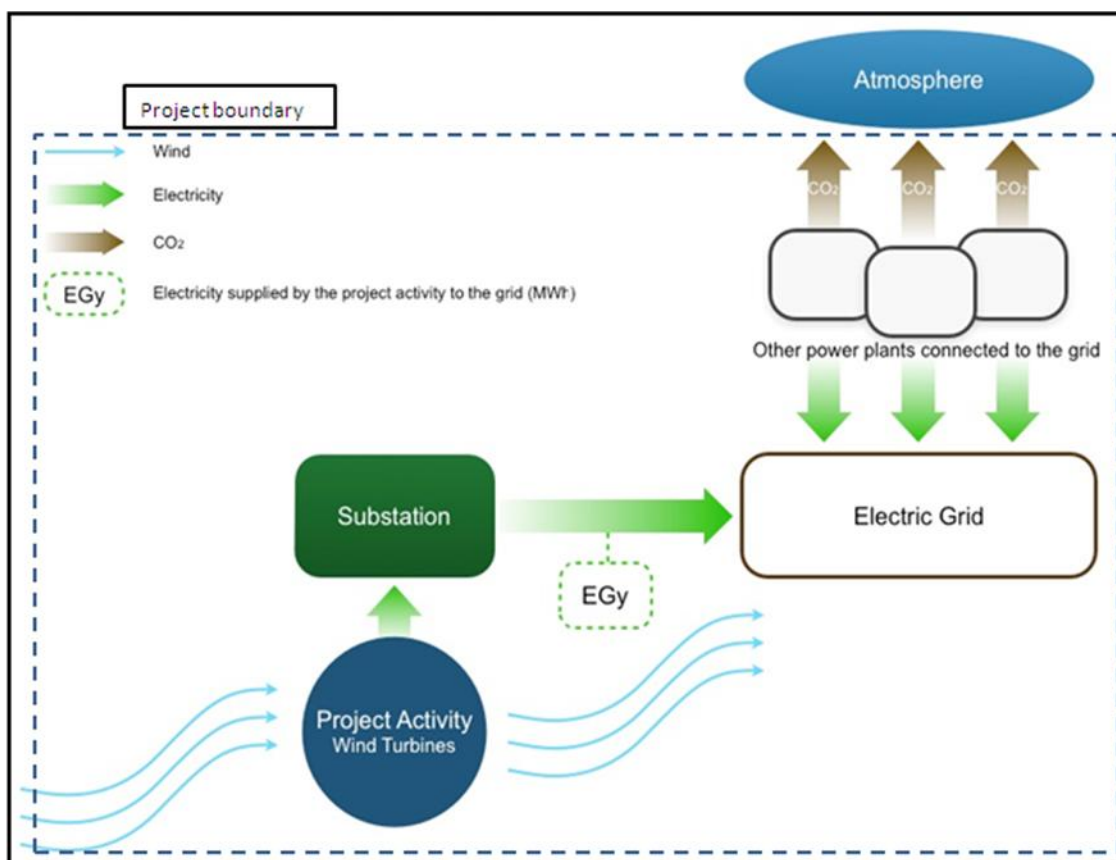 Atmosphere
Project boundary
Wind
Electricity
CO₂
EGy
Electricity supplied by the project activity to the grid (MWh)
CO₂
CO₂
CO₂
Other power plants connected to the grid
Substation
Electric Grid
EGy
Project Activity
Wind Turbines